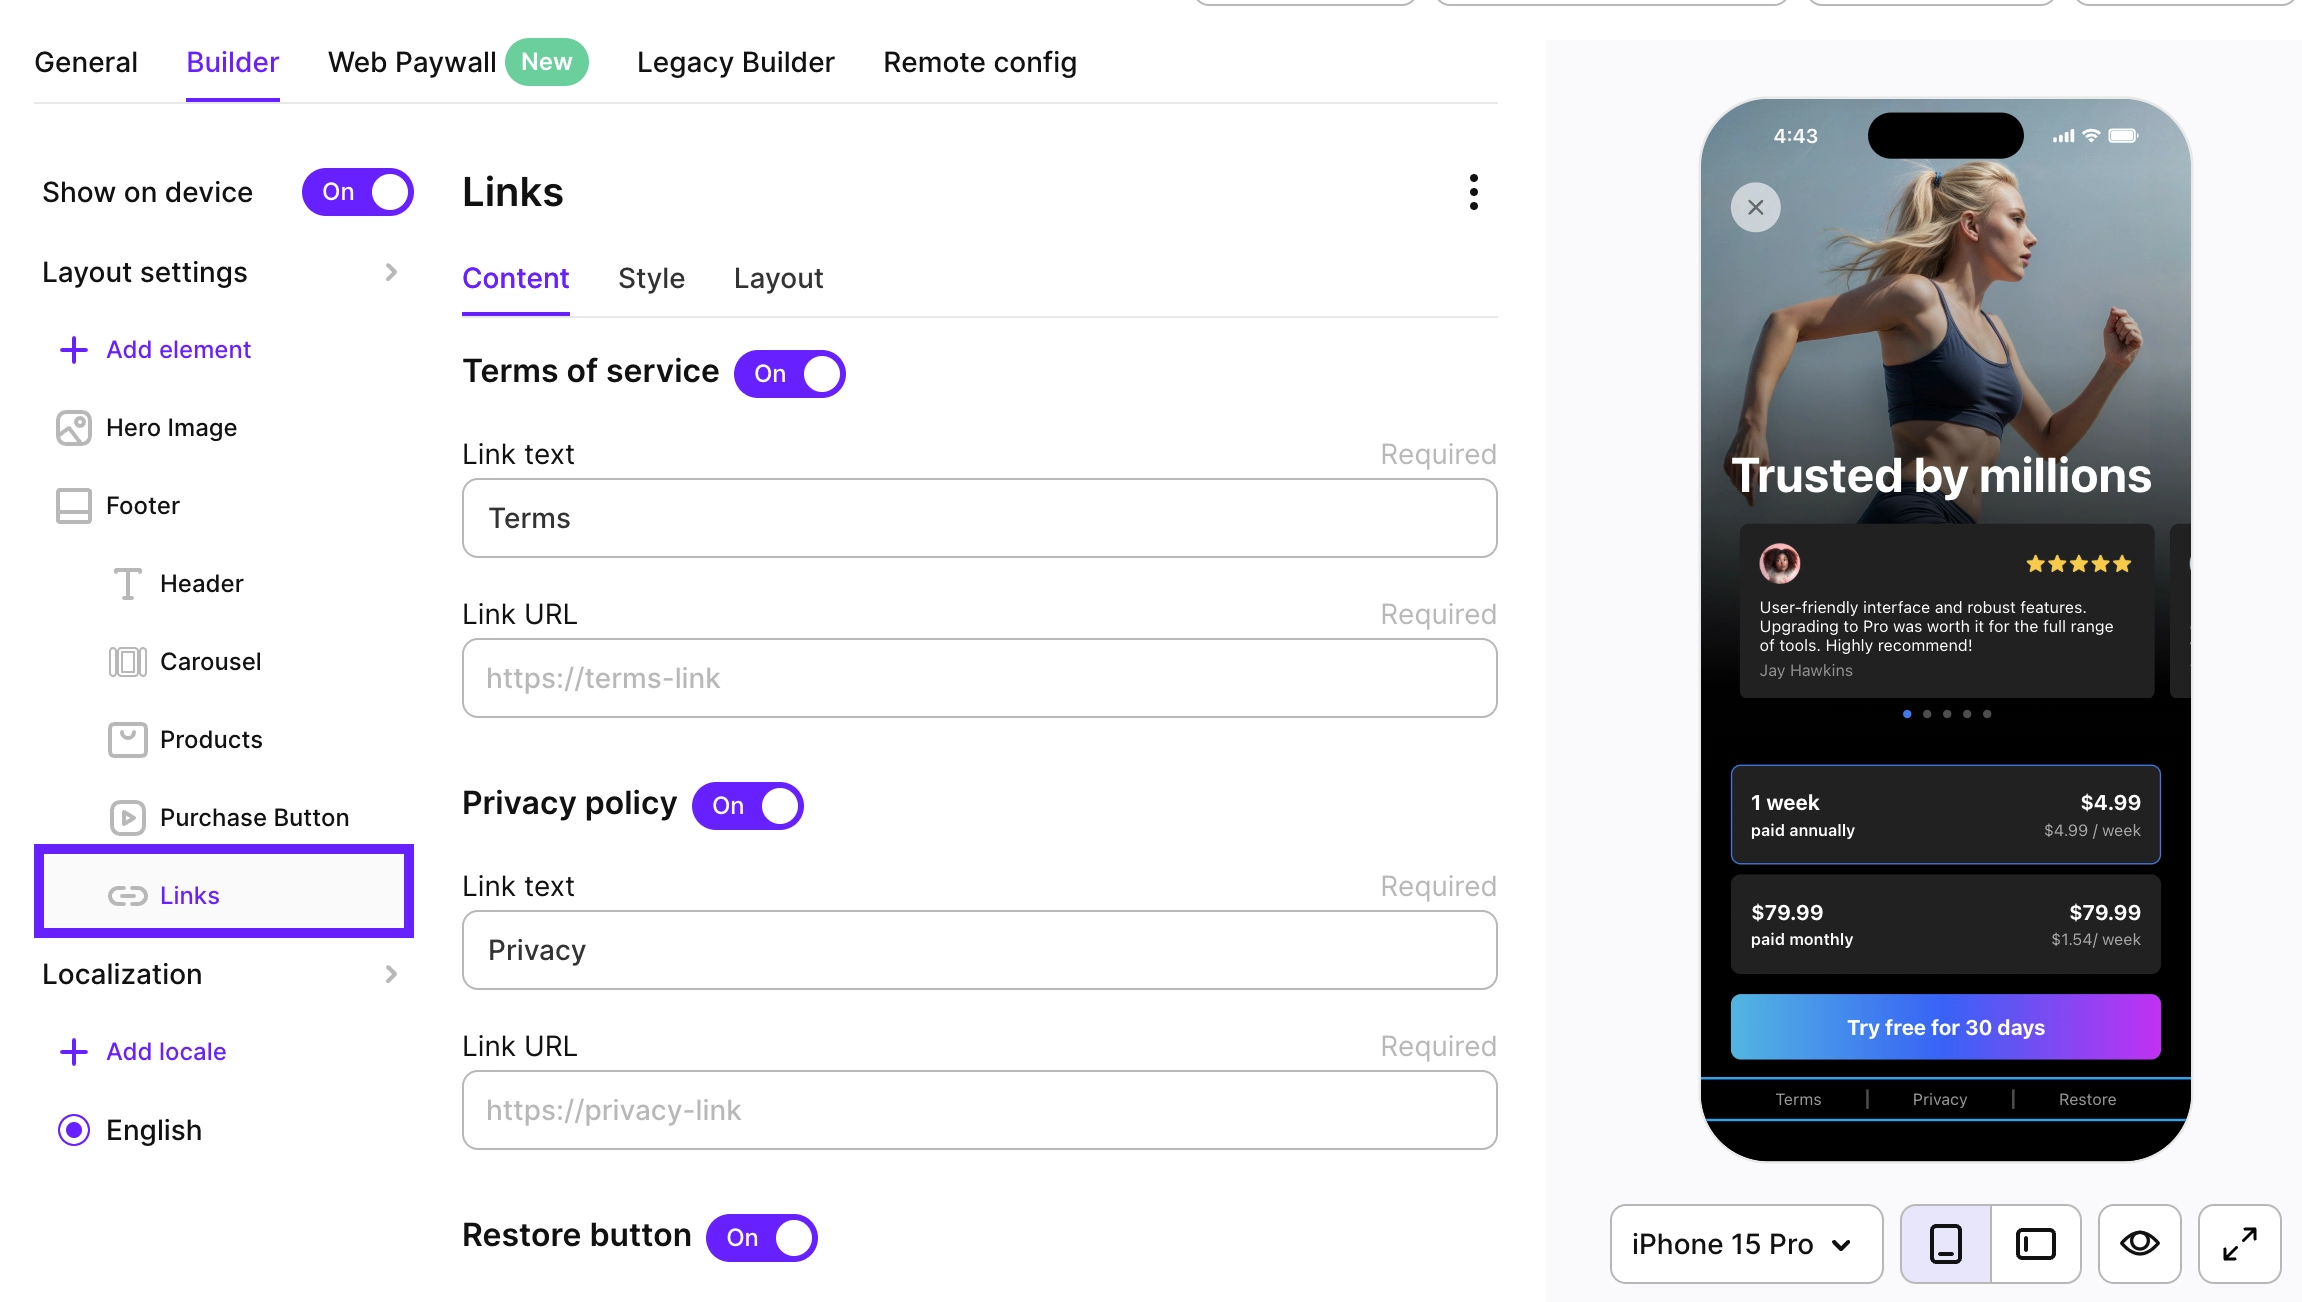 General
Builder
Web Paywall New
Legacy Builder
Remote config
Show on device On
Layout settings
Add element
Hero Image
Footer
Header
Carousel
Products
Purchase Button
Links
Localization
Add locale
English
Links
Content
Style
Layout
Terms of service On
Link text Required
Terms
Link URL Required
https://terms-link
Privacy policy On
Link text Required
Privacy
Link URL Required
https://privacy-link
Restore button On
4:43
Trusted by millions
User-friendly interface and robust features.
Upgrading to Pro was worth it for the full range
of tools. Highly recommend!
Jay Hawkins
1 week $4.99
paid annually $4.99 / week
$79.99 $79.99
paid monthly $1.54/ week
Try free for 30 days
Terms | Privacy | Restore
iPhone 15 Pro